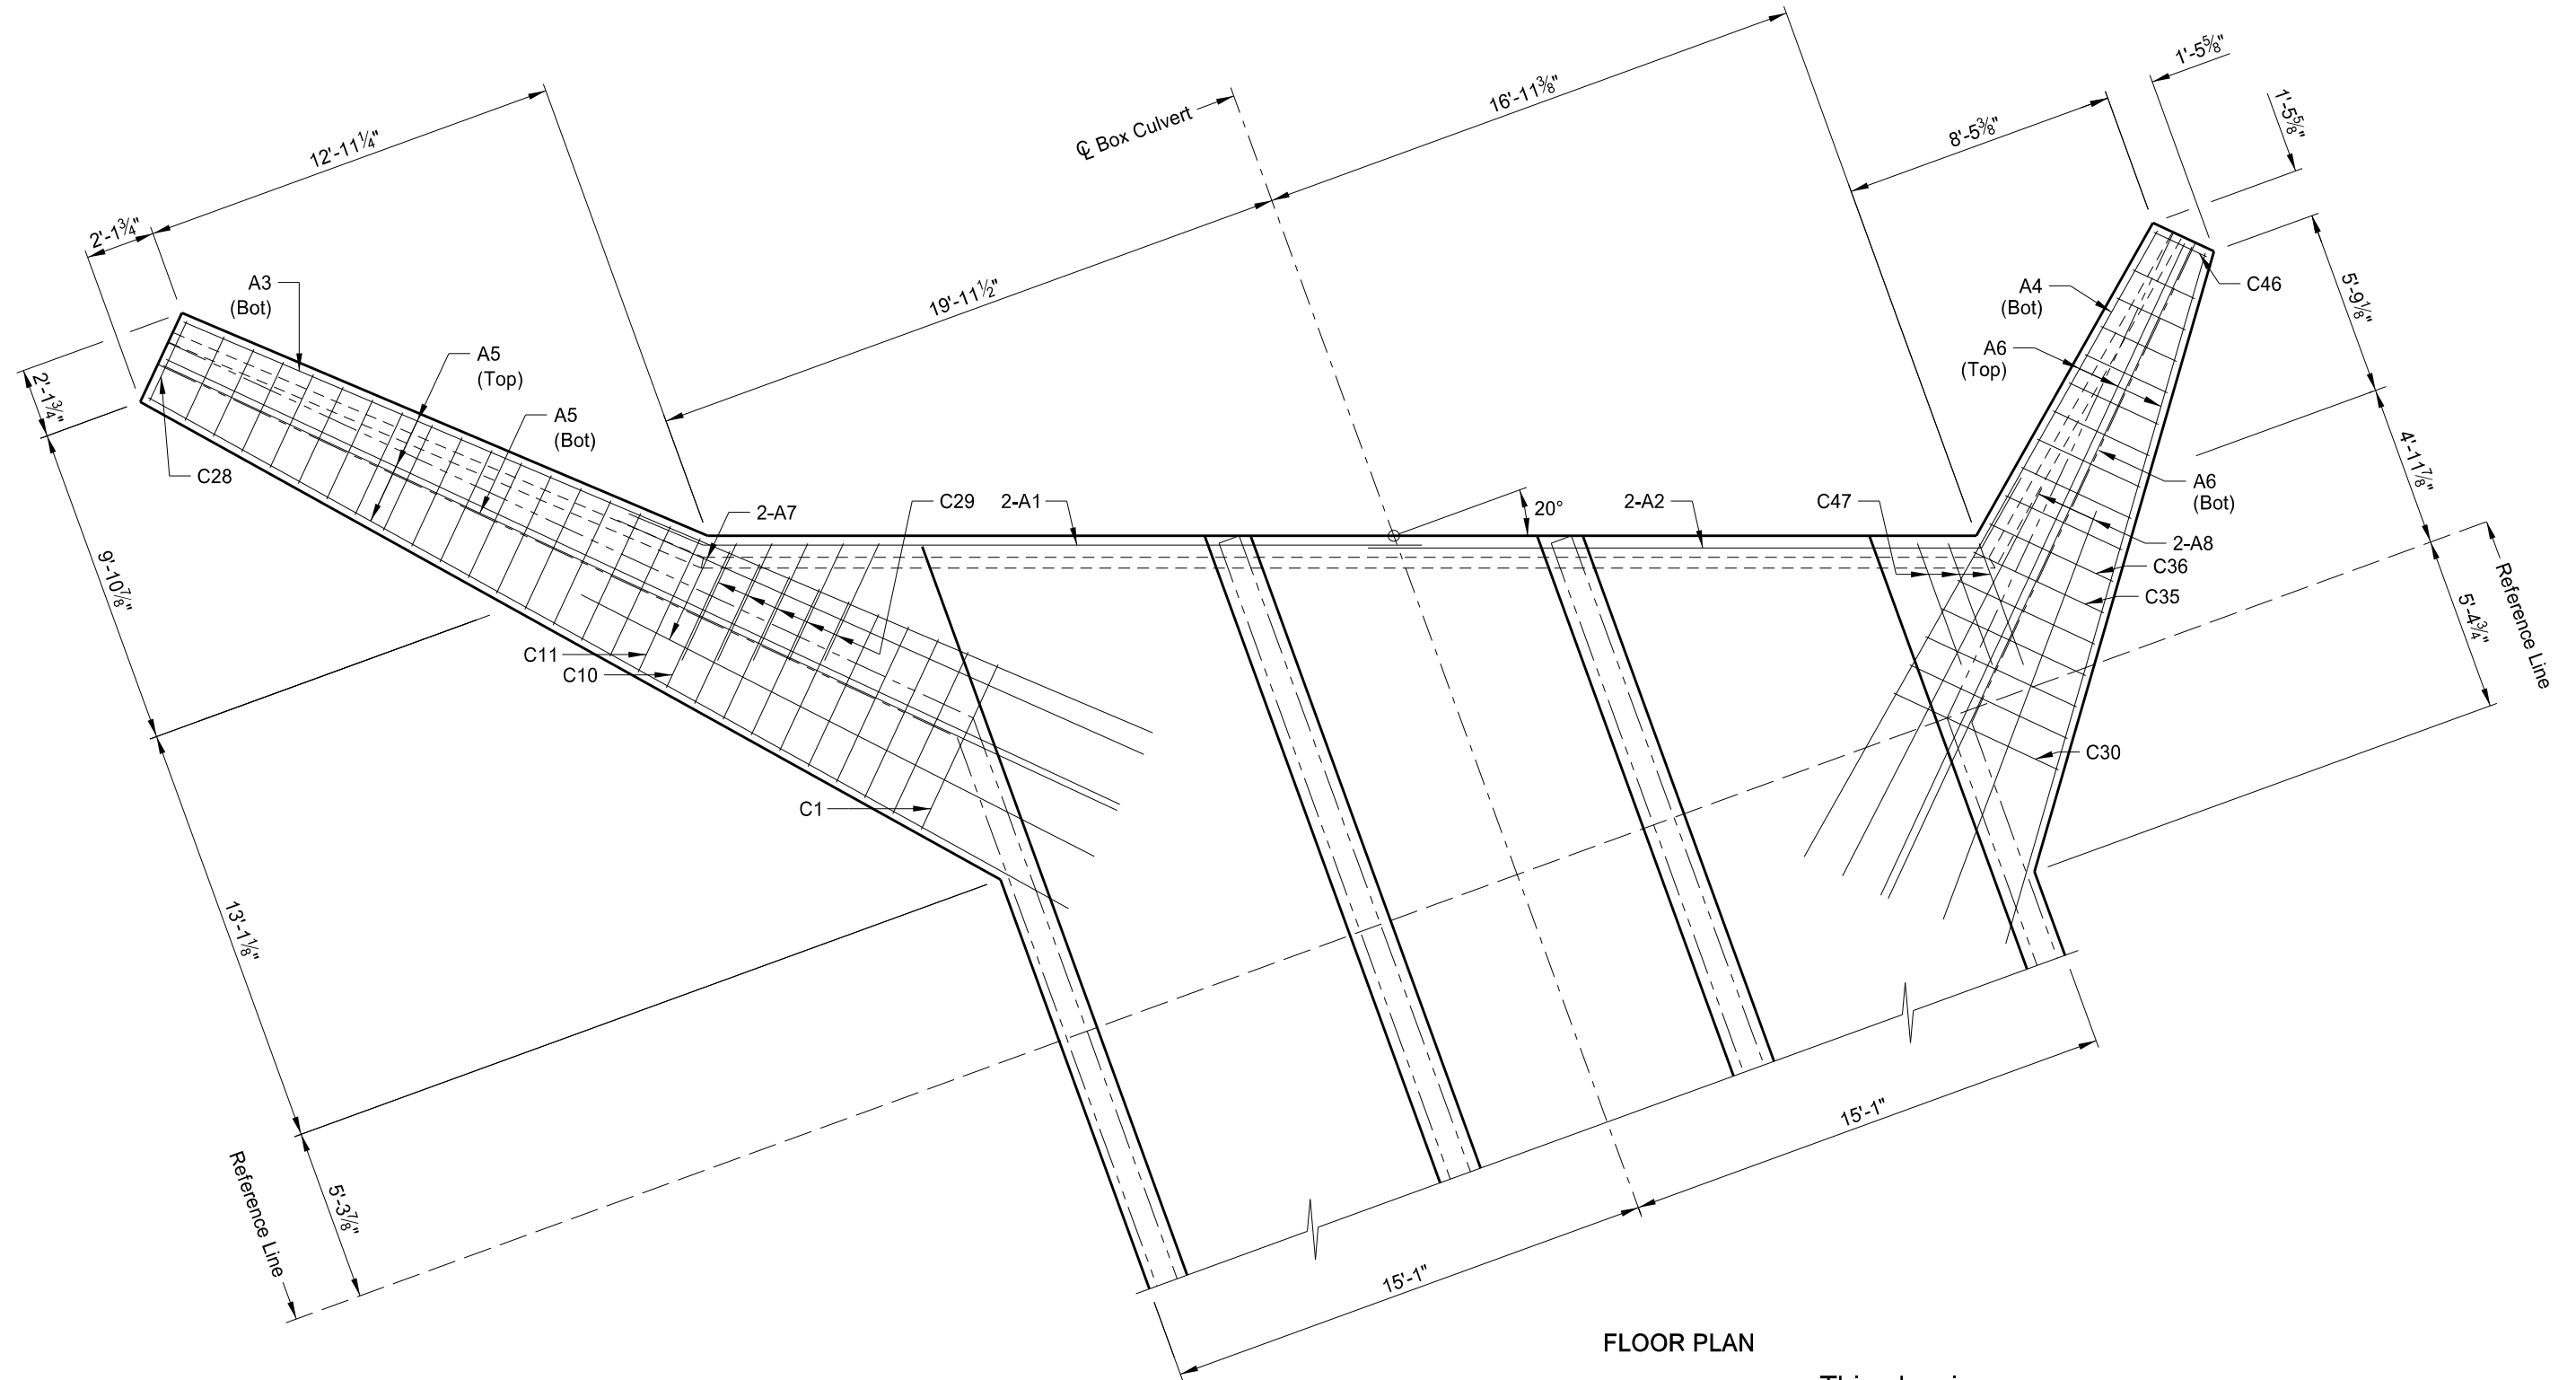 1'-5⅝"
1'-5⅝"
16'-11⅜"
8'-5⅜"
℄ Box Culvert
12'-11¼"
2'-1¾"
19'-11½"
A3
(Bot)
A5
(Top)
A5
(Bot)
A4
(Bot)
A6
(Top)
C46
5'-9⅛"
2'-1¾"
C28
2-A7
C29
2-A1
20°
2-A2
C47
A6
(Bot)
4'-11⅞"
2-A8
C36
C35
Reference Line
5'-4¾"
9'-10⅞"
C11
C10
C30
C1
13'-1⅛"
15'-1"
Reference Line
5'-3⅞"
15'-1"
FLOOR PLAN